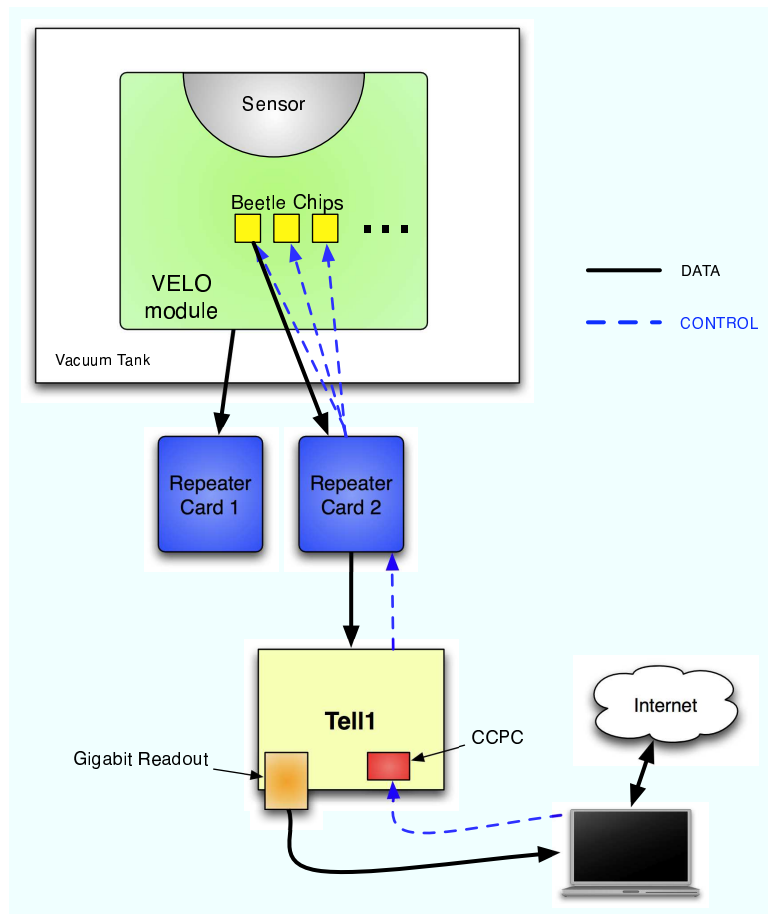 Sensor
Beetle Chips
VELO
module
Vacuum Tank
DATA
CONTROL
Repeater
Card 1
Repeater
Card 2
Tell1
Gigabit Readout
CCPC
Internet